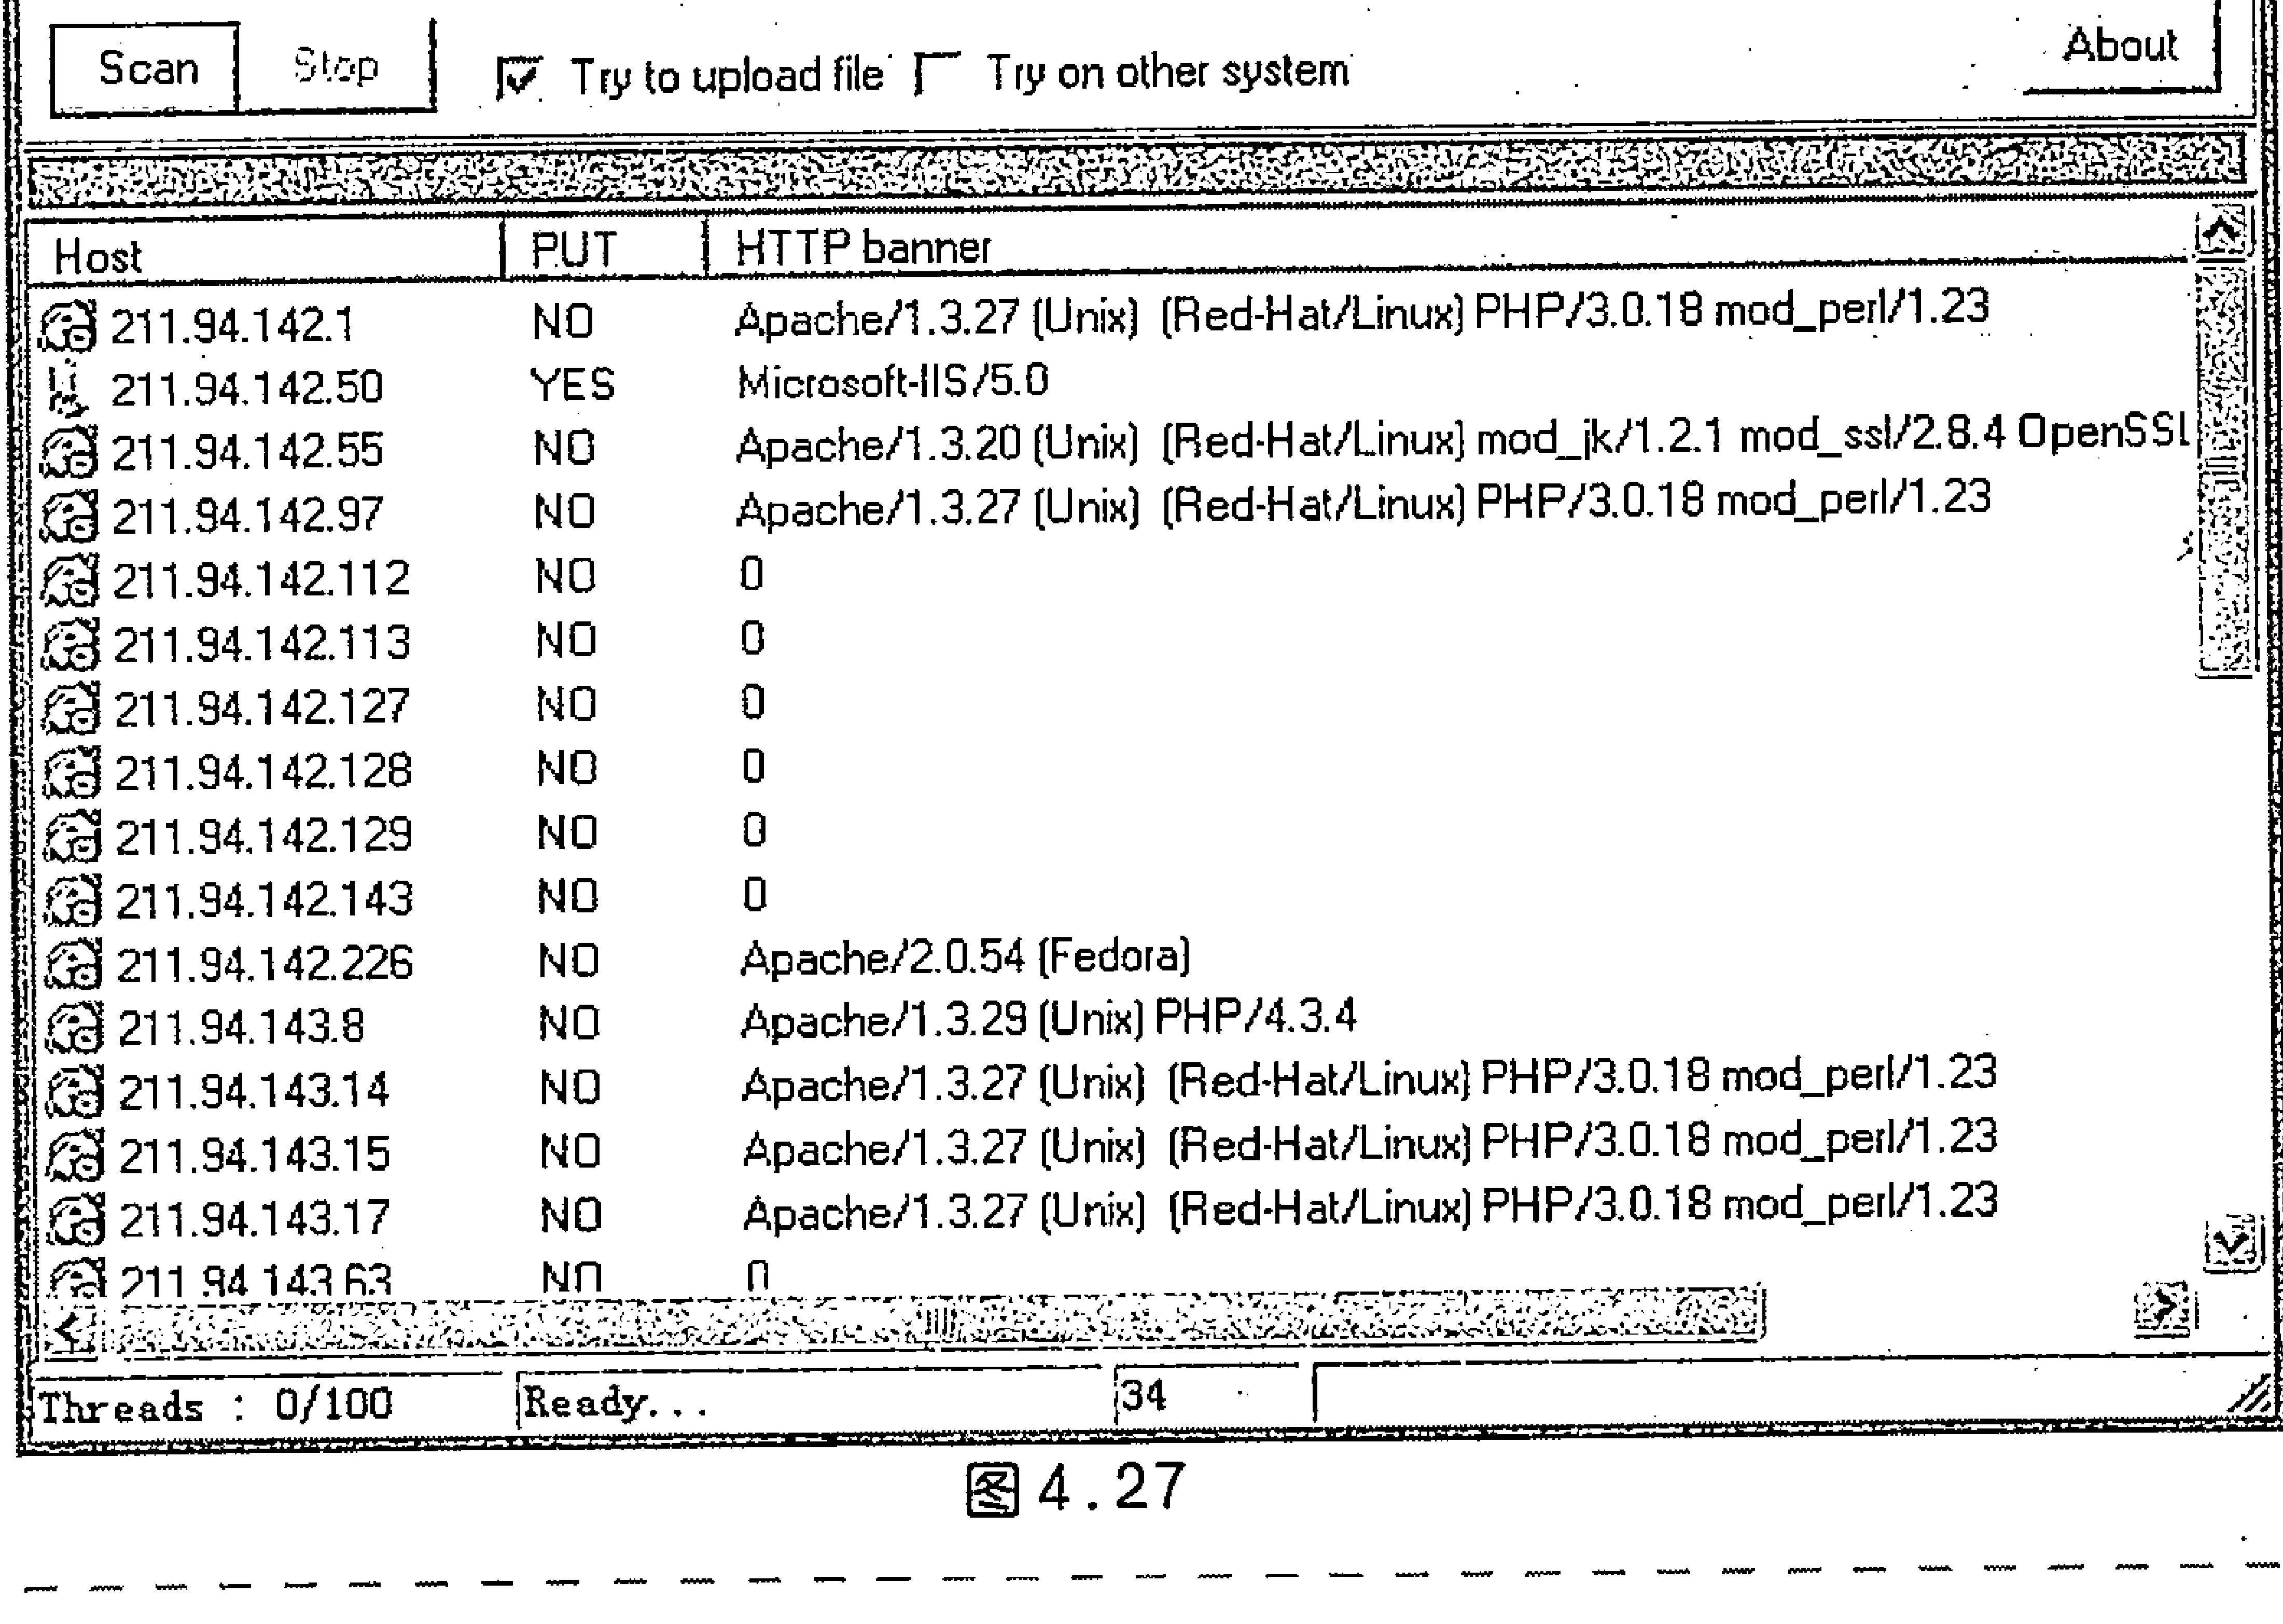 Scan Stop Try to upload file Try on other system About
Host PUT HTTP banner
211.94.142.1 NO Apache/1.3.27 (Unix) (Red-Hat/Linux) PHP/3.0.18 mod_perl/1.23
211.94.142.50 YES Microsoft-IIS/5.0
211.94.142.55 NO Apache/1.3.20 (Unix) (Red-Hat/Linux) mod_jk/1.2.1 mod_ssl/2.8.4 OpenSSL
211.94.142.97 NO Apache/1.3.27 (Unix) (Red-Hat/Linux) PHP/3.0.18 mod_perl/1.23
211.94.142.112 NO 0
211.94.142.113 NO 0
211.94.142.127 NO 0
211.94.142.128 NO 0
211.94.142.129 NO 0
211.94.142.143 NO 0
211.94.142.226 NO Apache/2.0.54 (Fedora)
211.94.143.8 NO Apache/1.3.29 (Unix) PHP/4.3.4
211.94.143.14 NO Apache/1.3.27 (Unix) (Red-Hat/Linux) PHP/3.0.18 mod_perl/1.23
211.94.143.15 NO Apache/1.3.27 (Unix) (Red-Hat/Linux) PHP/3.0.18 mod_perl/1.23
211.94.143.17 NO Apache/1.3.27 (Unix) (Red-Hat/Linux) PHP/3.0.18 mod_perl/1.23
211.94.143.63 NO 0
Threads : 0/100 Ready... 34
图4.27